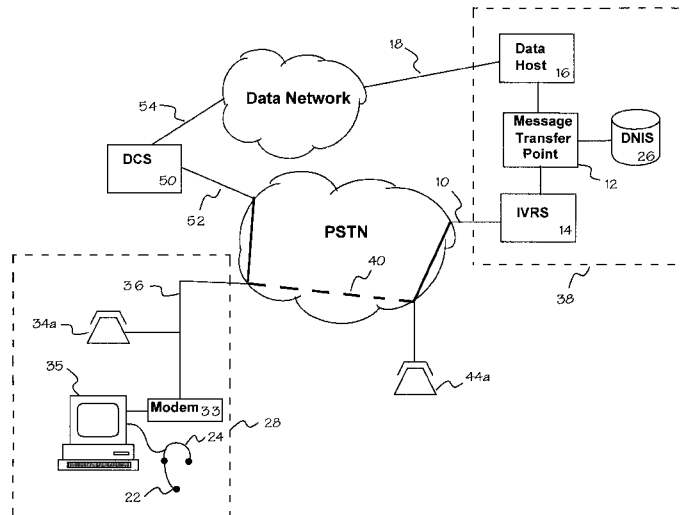 18
Data
Host
16
Data Network
54
Message
Transfer
Point
DNIS
26
12
DCS
50
52
10
IVRS
14
PSTN
40
36
38
34a
35
Modem 33
44a
24
28
22